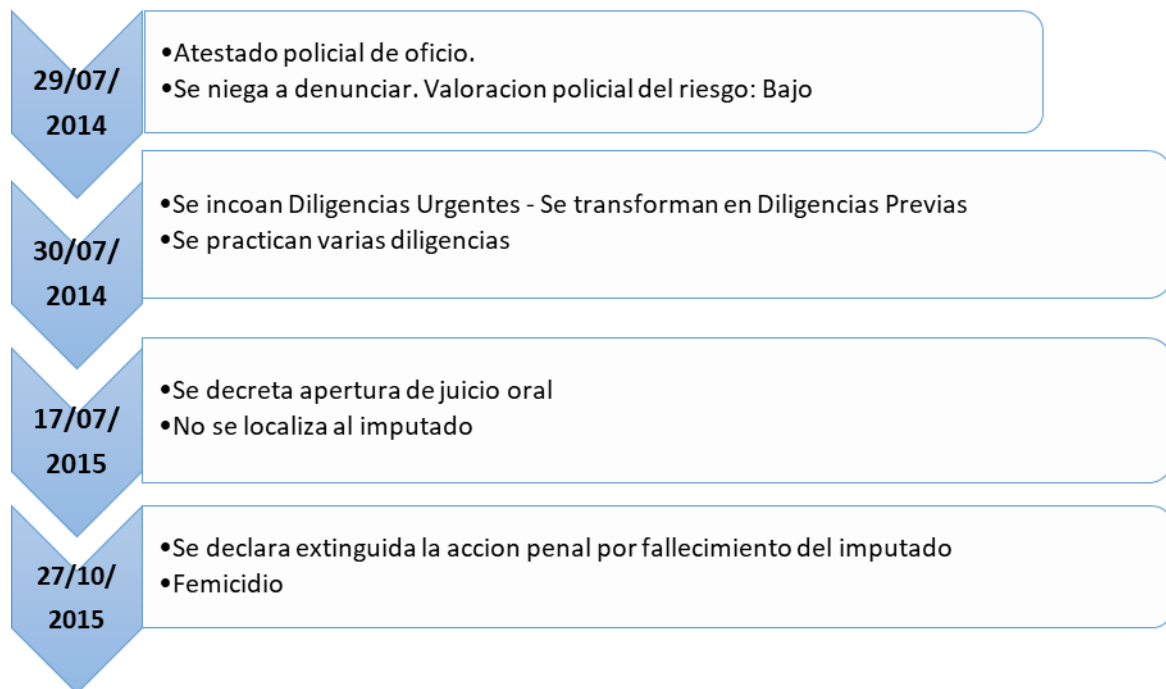 29/07/
2014
•Atestado policial de oficio.
•Se niega a denunciar. Valoracion policial del riesgo: Bajo
30/07/
2014
•Se incoan Diligencias Urgentes - Se transforman en Diligencias Previas
•Se practican varias diligencias
17/07/
2015
•Se decreta apertura de juicio oral
•No se localiza al imputado
27/10/
2015
•Se declara extinguida la accion penal por fallecimiento del imputado
•Femicidio